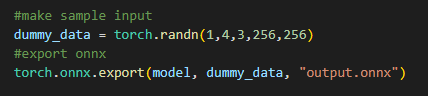 #make sample input
dummy_data = torch.randn(1,4,3,256,256)
#export onnx
torch.onnx.export(model, dummy_data, "output.onnx")